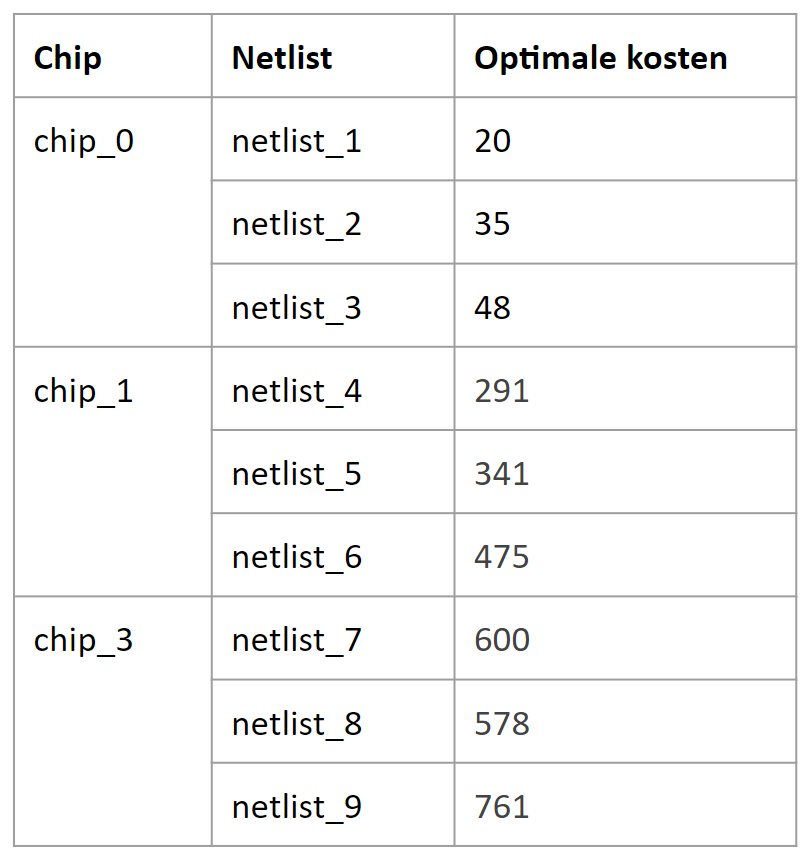 Chip Netlist Optimale kosten
chip_0 netlist_1 20
netlist_2 35
netlist_3 48
chip_1 netlist_4 291
netlist_5 341
netlist_6 475
chip_3 netlist_7 600
netlist_8 578
netlist_9 761